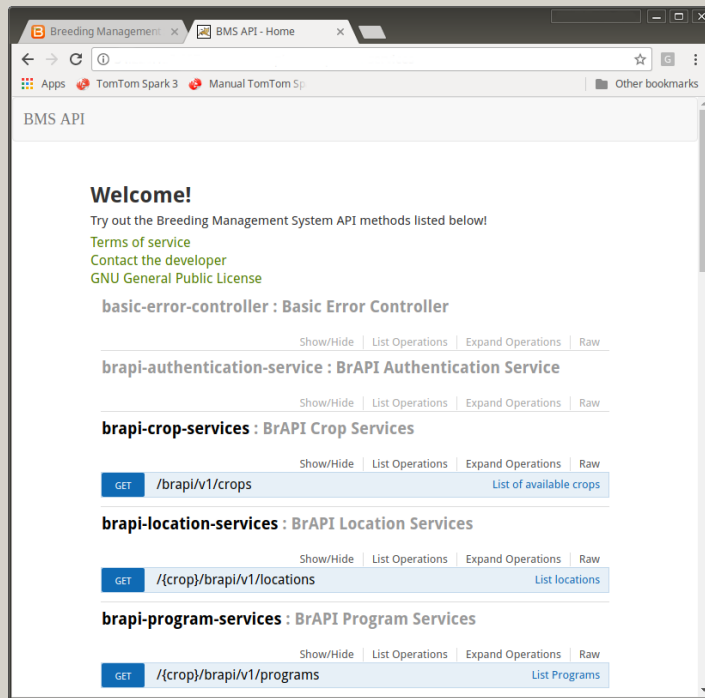 Breeding Management
BMS API - Home
Apps TomTom Spark 3 Manual TomTom Sp Other bookmarks
BMS API
Welcome!
Try out the Breeding Management System API methods listed below!
Terms of service
Contact the developer
GNU General Public License
basic-error-controller : Basic Error Controller
Show/Hide List Operations Expand Operations Raw
brapi-authentication-service : BrAPI Authentication Service
Show/Hide List Operations Expand Operations Raw
brapi-crop-services : BrAPI Crop Services
Show/Hide List Operations Expand Operations Raw
GET /brapi/v1/crops List of available crops
brapi-location-services : BrAPI Location Services
Show/Hide List Operations Expand Operations Raw
GET /{crop}/brapi/v1/locations List locations
brapi-program-services : BrAPI Program Services
Show/Hide List Operations Expand Operations Raw
GET /{crop}/brapi/v1/programs List Programs